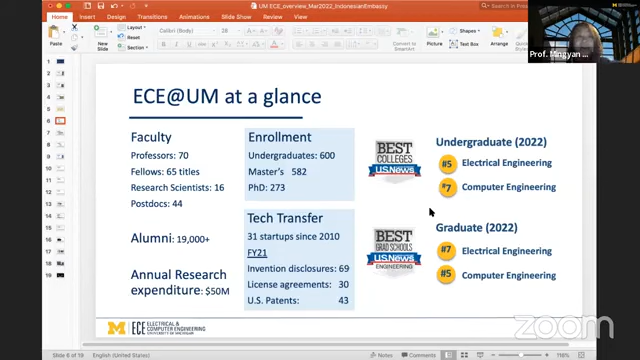 UM ECE_overview_Mar2022_IndonesianEmbassy
Home Insert Draw Design Transitions Animations Slide Show Review View
Paste
New Slide
Layout
Reset
Section
Calibri (Body)
28
Convert to SmartArt
Picture
Shapes
Text Box
Arrange
Prof. Mingyan ...
ECE@UM at a glance
Faculty
Professors: 70
Fellows: 65 titles
Research Scientists: 16
Postdocs: 44
Alumni: 19,000+
Annual Research
expenditure: $50M
Enrollment
Undergraduates: 600
Master's 582
PhD: 273
Tech Transfer
31 startups since 2010
FY21
Invention disclosures: 69
License agreements: 30
U.S. Patents: 43
BEST
COLLEGES
U.S.News
BEST
GRAD SCHOOLS
U.S.News
ENGINEERING
Undergraduate (2022)
#5 Electrical Engineering
#7 Computer Engineering
Graduate (2022)
#7 Electrical Engineering
#5 Computer Engineering
M ECE ELECTRICAL & COMPUTER ENGINEERING
UNIVERSITY OF MICHIGAN
zoom
Slide 6 of 19 English (United States)
Notes Comments